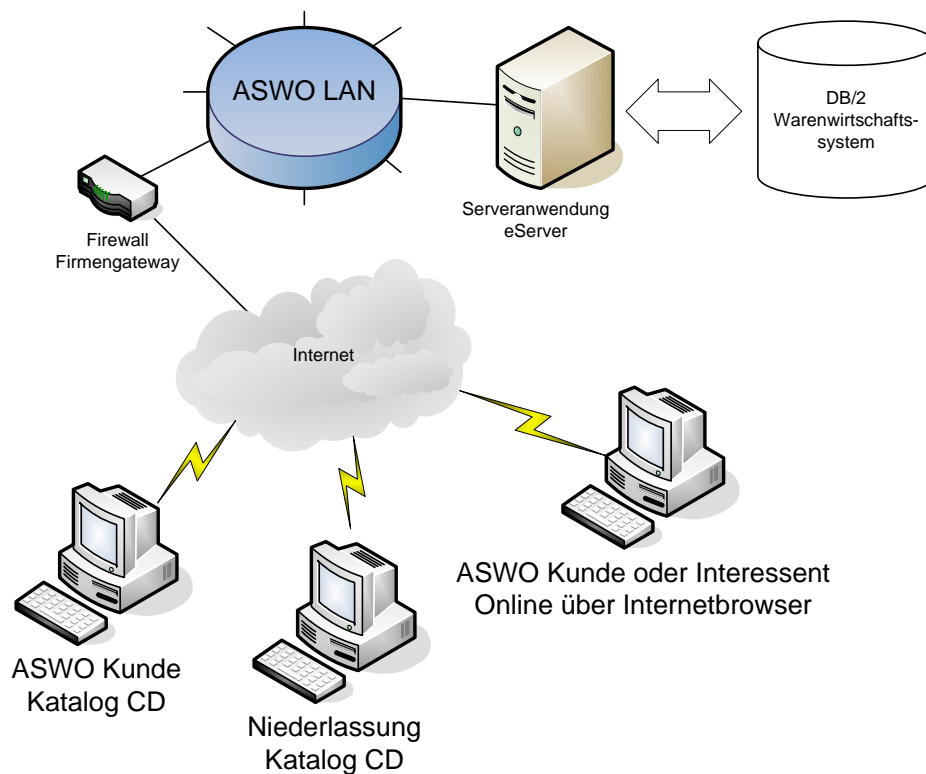 ASWO LAN
DB/2
Warenwirtschafts-
system
Serveranwendung
eServer
Firewall
Firmengateway
Internet
ASWO Kunde oder Interessent
Online über Internetbrowser
ASWO Kunde
Katalog CD
Niederlassung
Katalog CD